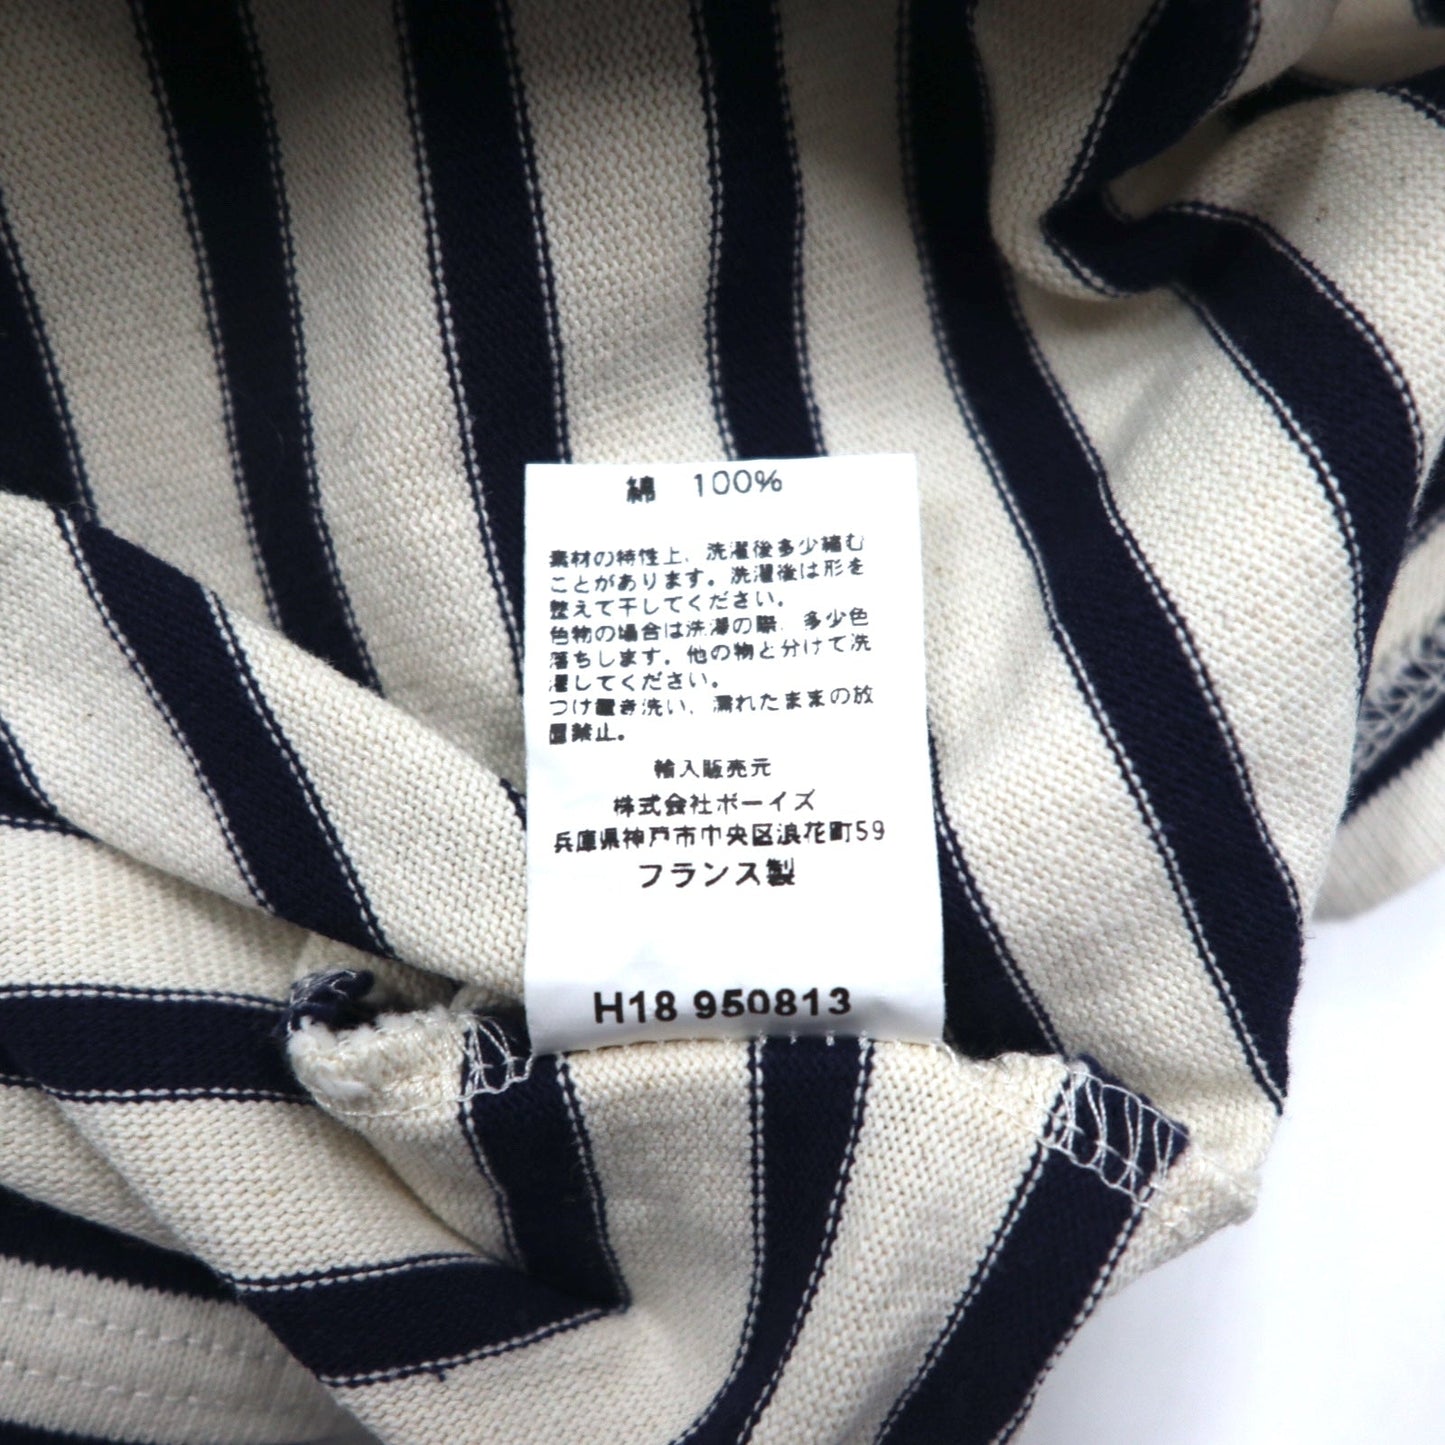 綿 100%
素材の特性上、洗濯後多少縮む
ことがあります。洗濯後は形を
整えて干してください。
色物の場合は洗濯の際、多少色
落ちします。他の物と分けて洗
濯してください。
つけ置き洗い、濡れたままの放
置禁止。
輸入販売元
株式会社ボーイズ
兵庫県神戸市中央区浪花町59
フランス製
H18 950813